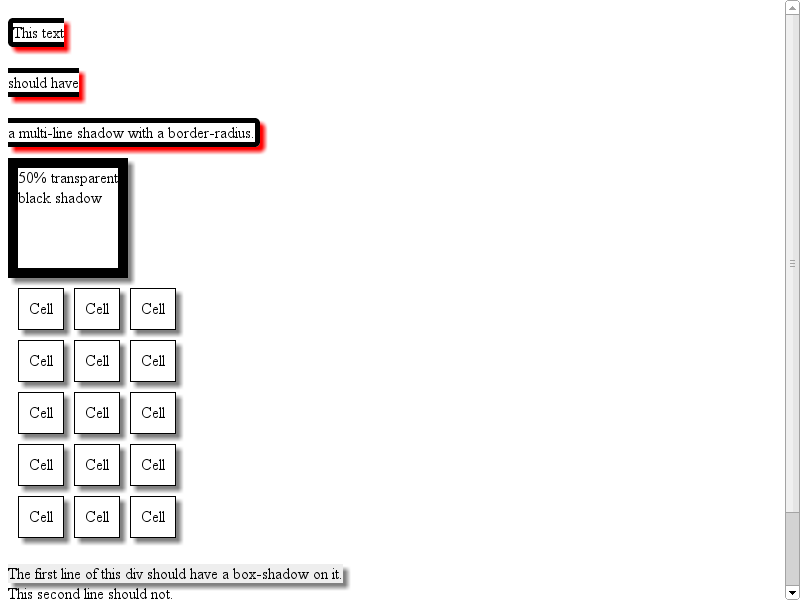 This text
should have
a multi-line shadow with a border-radius.
50% transparent
black shadow
Cell Cell Cell
Cell Cell Cell
Cell Cell Cell
Cell Cell Cell
Cell Cell Cell
The first line of this div should have a box-shadow on it.
This second line should not.